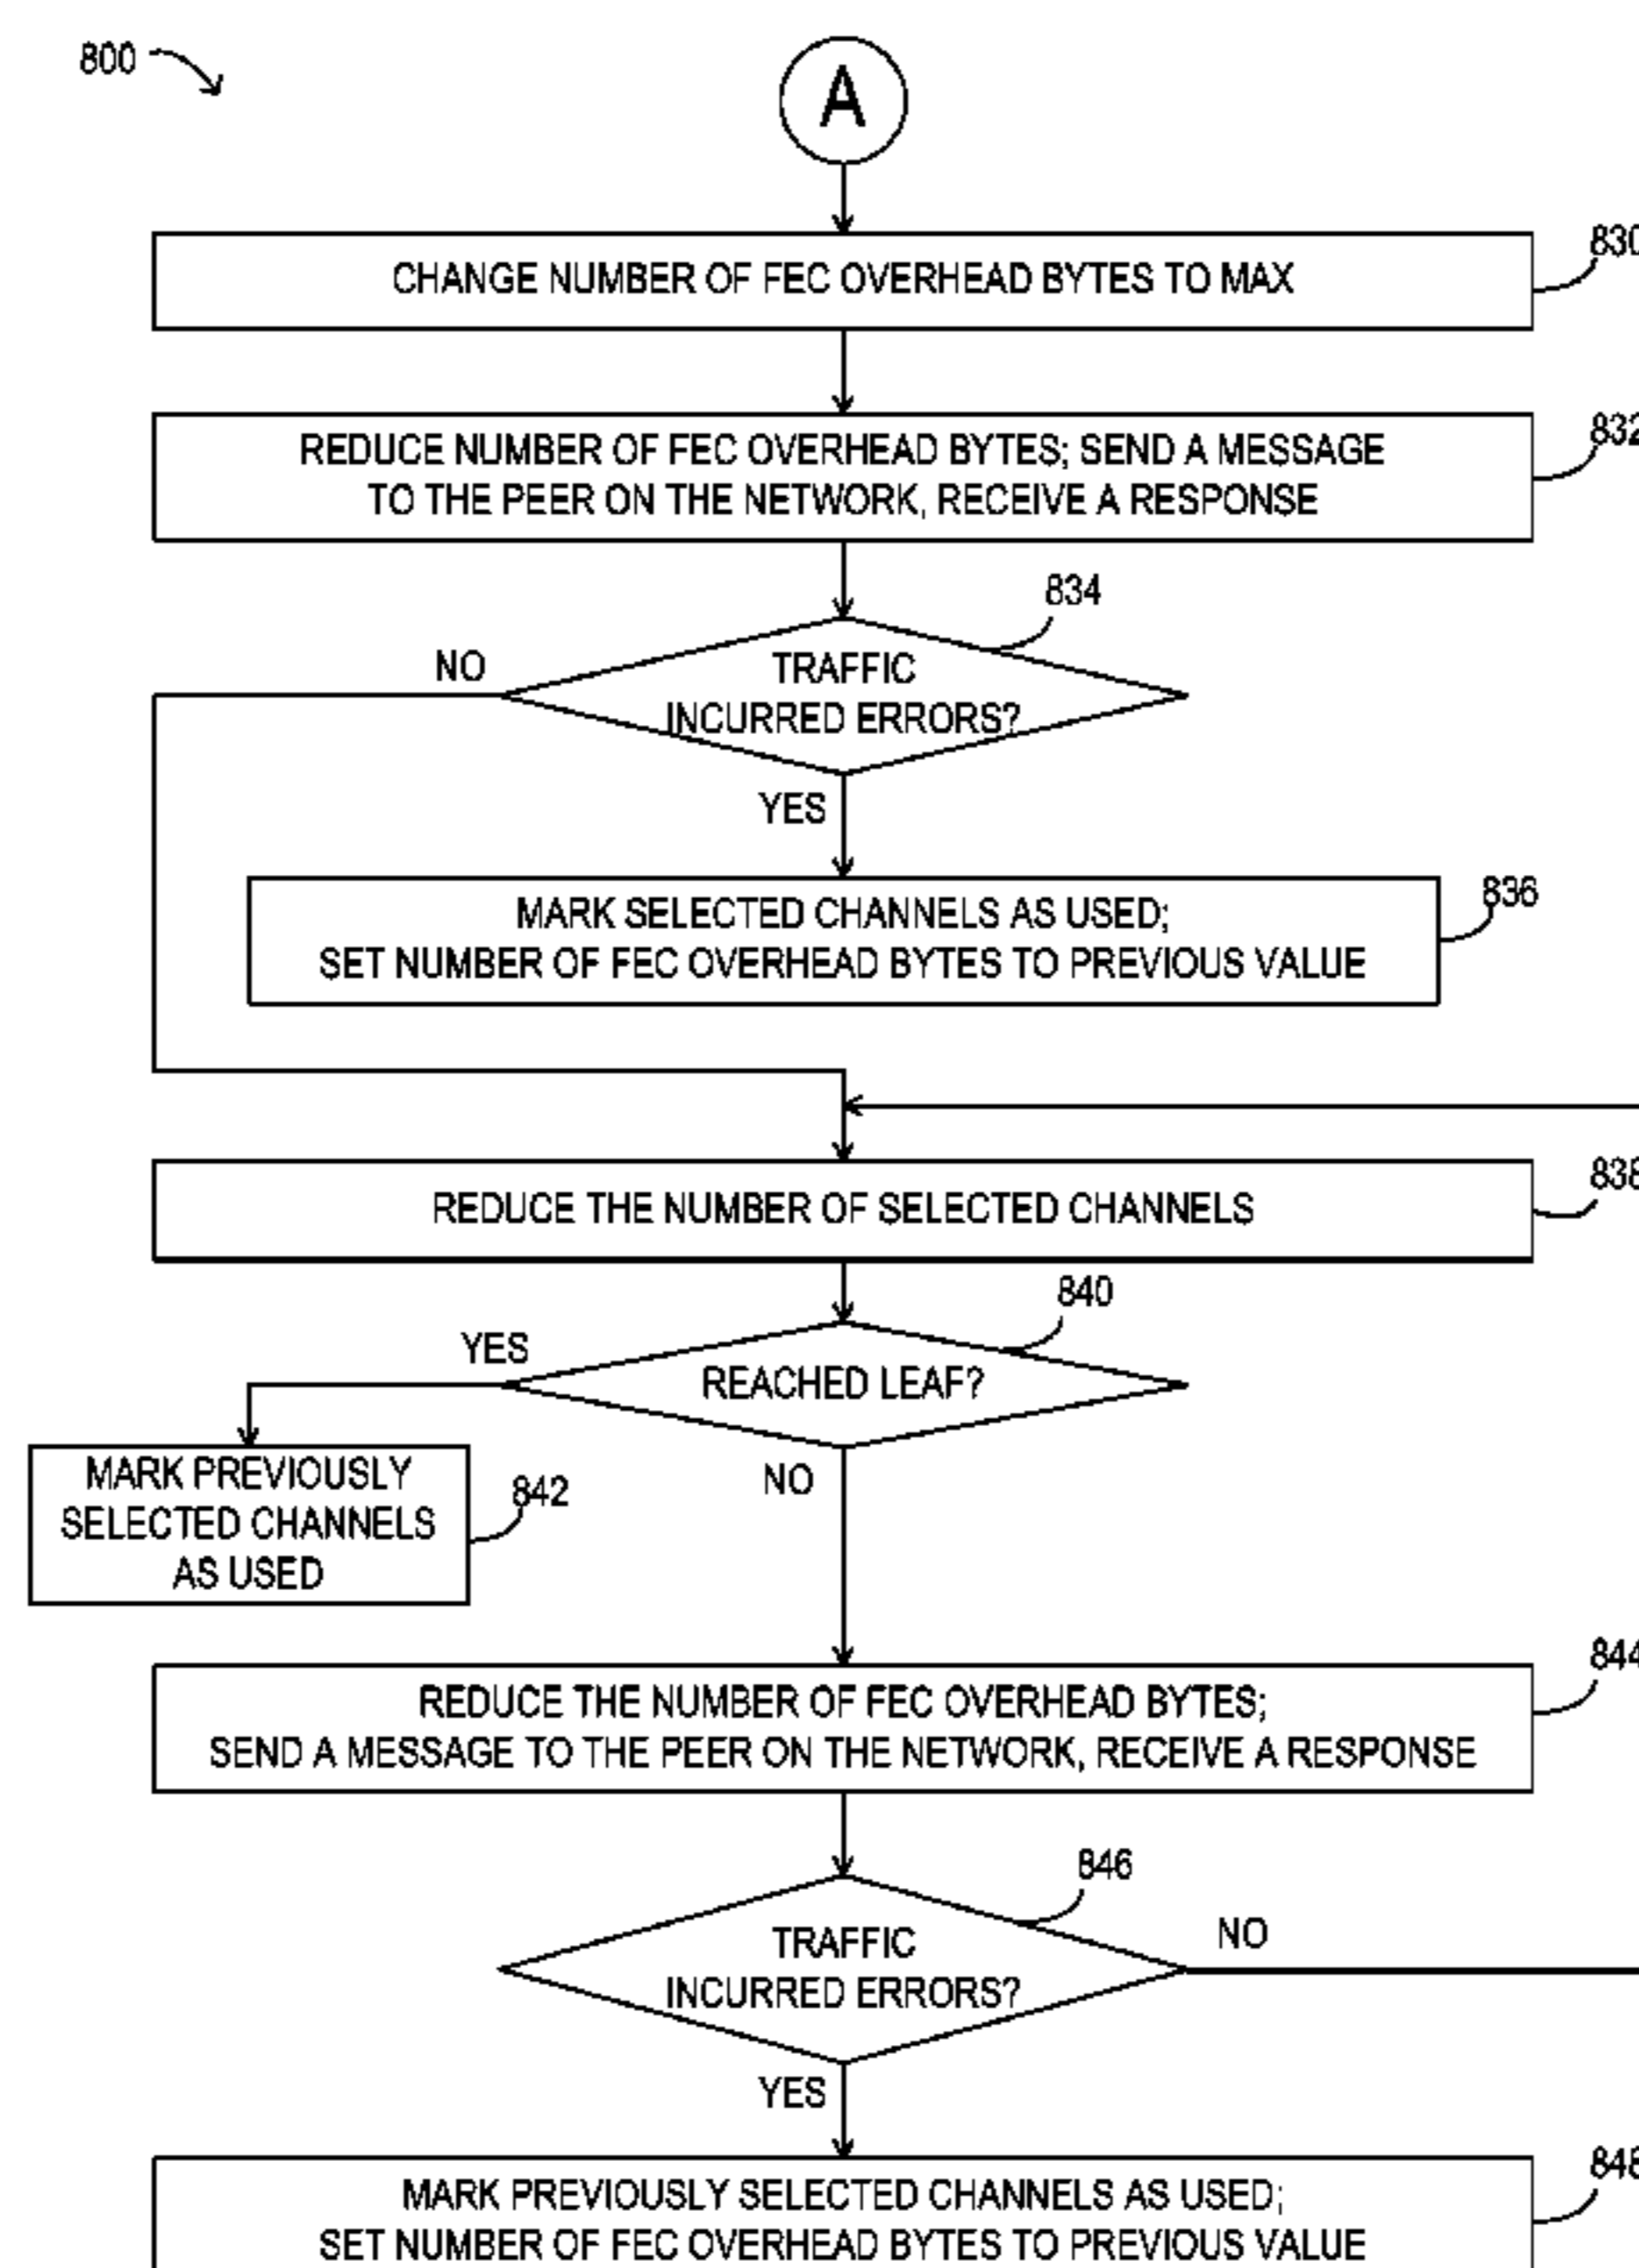 800
A
CHANGE NUMBER OF FEC OVERHEAD BYTES TO MAX
830
REDUCE NUMBER OF FEC OVERHEAD BYTES; SEND A MESSAGE
TO THE PEER ON THE NETWORK, RECEIVE A RESPONSE
832
834
NO
TRAFFIC
INCURRED ERRORS?
YES
MARK SELECTED CHANNELS AS USED;
SET NUMBER OF FEC OVERHEAD BYTES TO PREVIOUS VALUE
836
REDUCE THE NUMBER OF SELECTED CHANNELS
838
840
YES
REACHED LEAF?
NO
MARK PREVIOUSLY
SELECTED CHANNELS
AS USED
842
REDUCE THE NUMBER OF FEC OVERHEAD BYTES;
SEND A MESSAGE TO THE PEER ON THE NETWORK, RECEIVE A RESPONSE
844
846
TRAFFIC
INCURRED ERRORS?
NO
YES
MARK PREVIOUSLY SELECTED CHANNELS AS USED;
SET NUMBER OF FEC OVERHEAD BYTES TO PREVIOUS VALUE
848